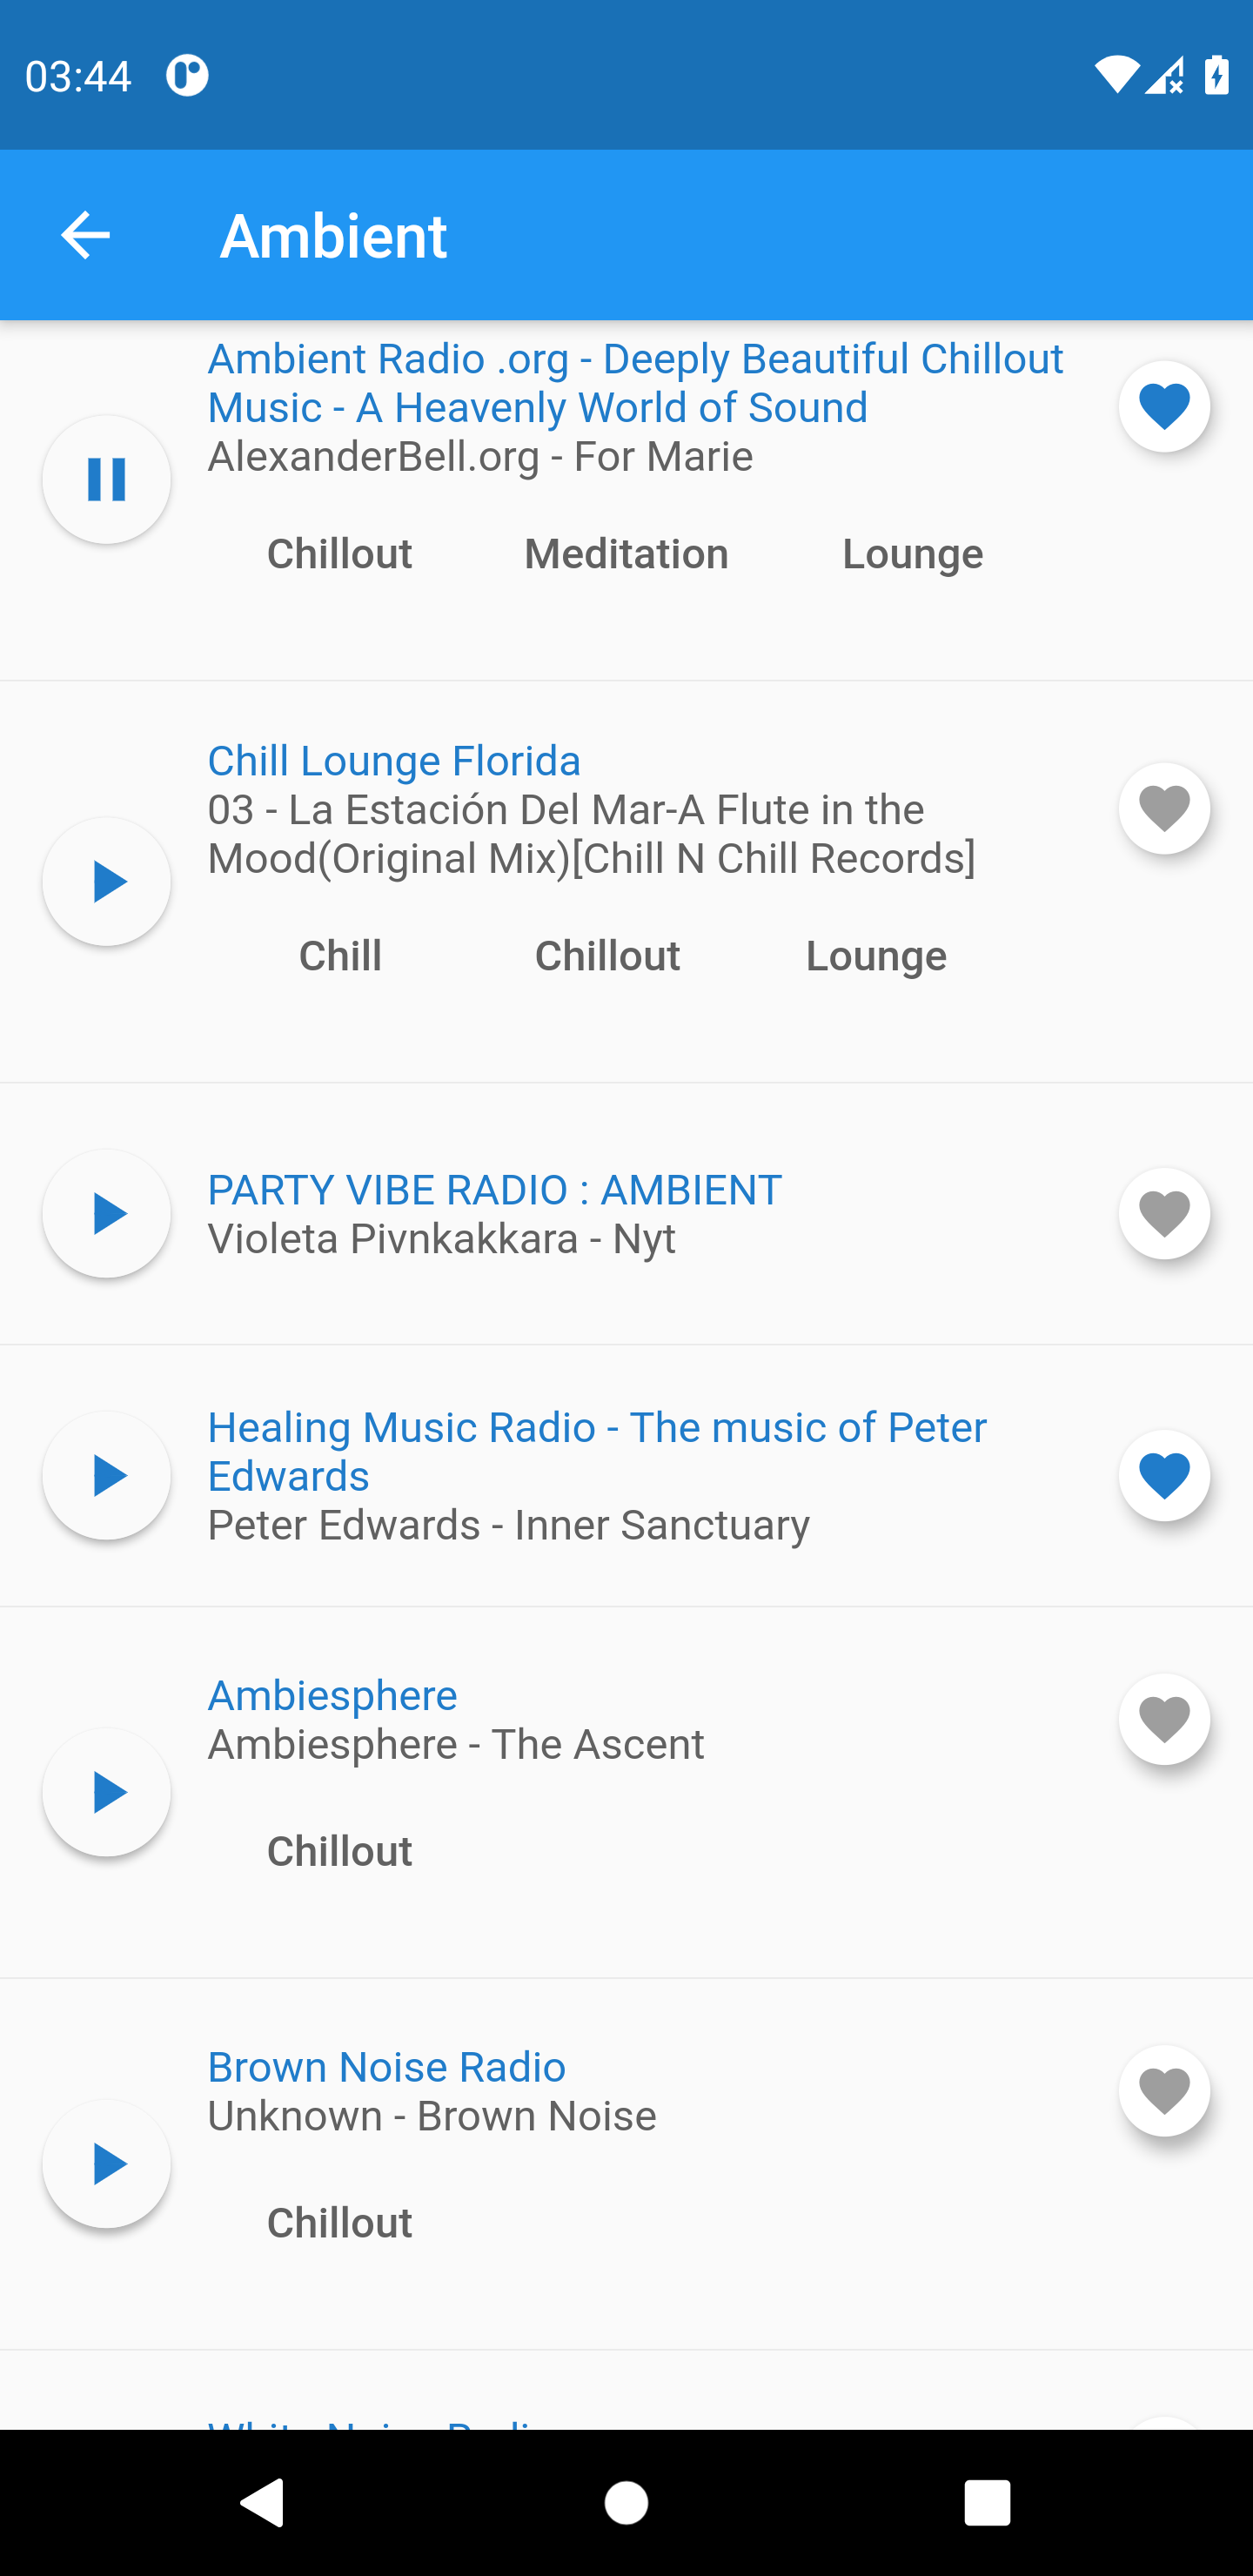 03:44
Ambient
Ambient Radio .org - Deeply Beautiful Chillout
Music - A Heavenly World of Sound
AlexanderBell.org - For Marie
Chillout Meditation Lounge
Chill Lounge Florida
03 - La Estación Del Mar-A Flute in the
Mood(Original Mix)[Chill N Chill Records]
Chill Chillout Lounge
PARTY VIBE RADIO : AMBIENT
Violeta Pivnkakkara - Nyt
Healing Music Radio - The music of Peter
Edwards
Peter Edwards - Inner Sanctuary
Ambiesphere
Ambiesphere - The Ascent
Chillout
Brown Noise Radio
Unknown - Brown Noise
Chillout
White Noise Radio